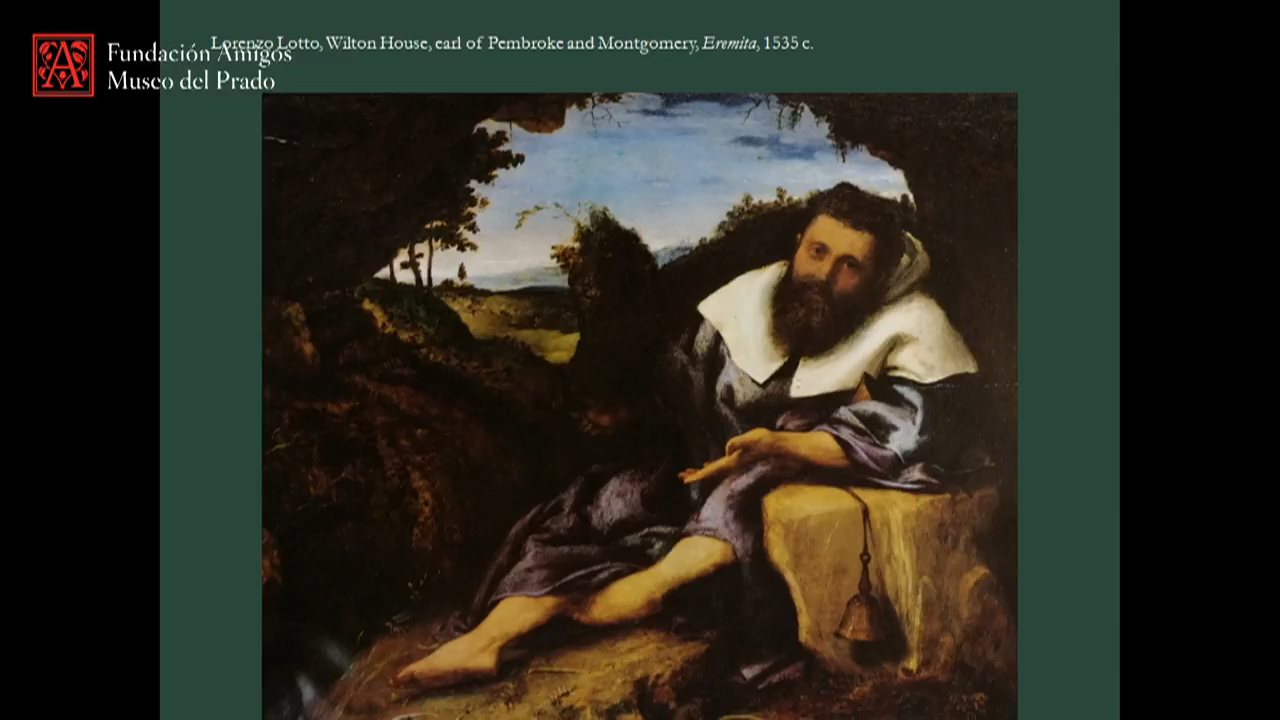 Lorenzo Lotto, Wilton House, earl of Pembroke and Montgomery, Eremita, 1535 c.
Fundación Amigos
Museo del Prado